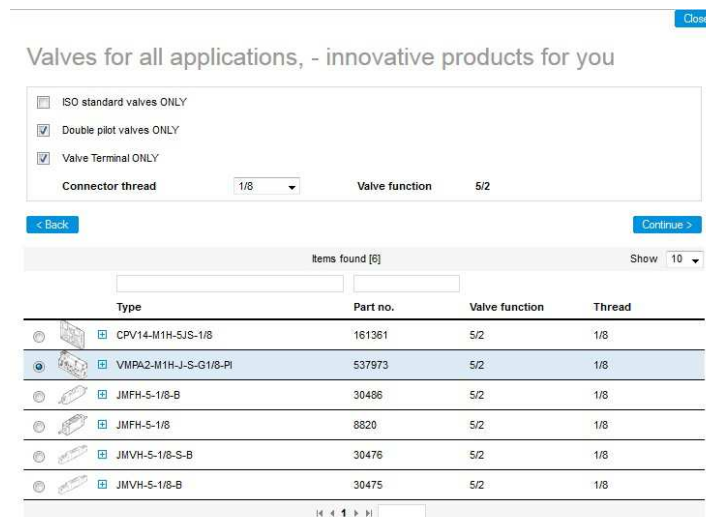 Close
Valves for all applications, - innovative products for you
ISO standard valves ONLY
Double pilot valves ONLY
Valve Terminal ONLY
Connector thread 1/8 Valve function 5/2
< Back Continue >
Items found [6] Show 10
Type Part no. Valve function Thread
CPV14-M1H-5JS-1/8 161361 5/2 1/8
VMPA2-M1H-J-S-G1/8-PI 537973 5/2 1/8
JMFH-5-1/8-B 30486 5/2 1/8
JMFH-5-1/8 8820 5/2 1/8
JMVH-5-1/8-S-B 30476 5/2 1/8
JMVH-5-1/8-B 30475 5/2 1/8
1